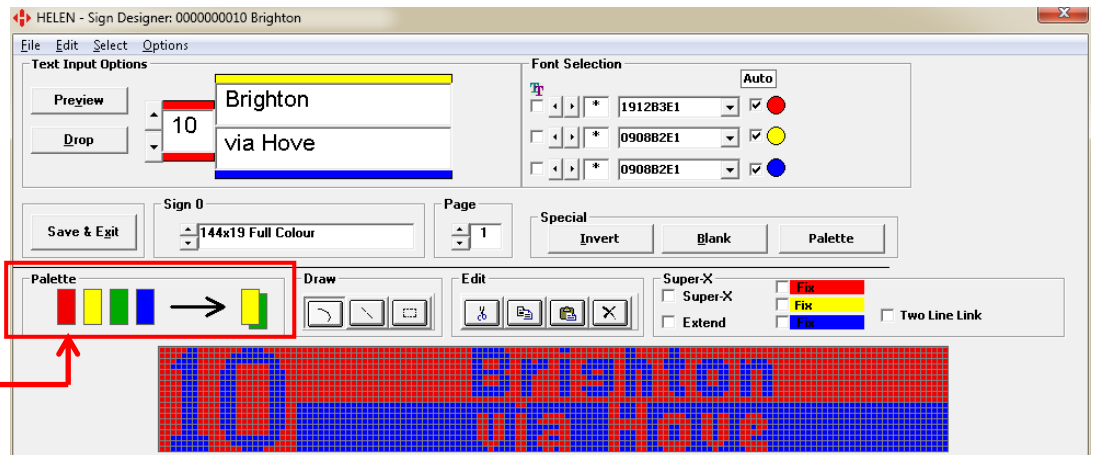 HELEN - Sign Designer: 0000000010 Brighton
File Edit Select Options
Text Input Options
Preview
Drop
10
Brighton
via Hove
Font Selection
Auto
* 1912B3E1
* 0908B2E1
* 0908B2E1
Save & Exit
Sign 0
144x19 Full Colour
Page
1
Special
Invert Blank Palette
Palette
Draw
Edit
Super-X
Super-X
Extend
Fix
Fix
Fix
Two Line Link
10 Brighton
via Hove